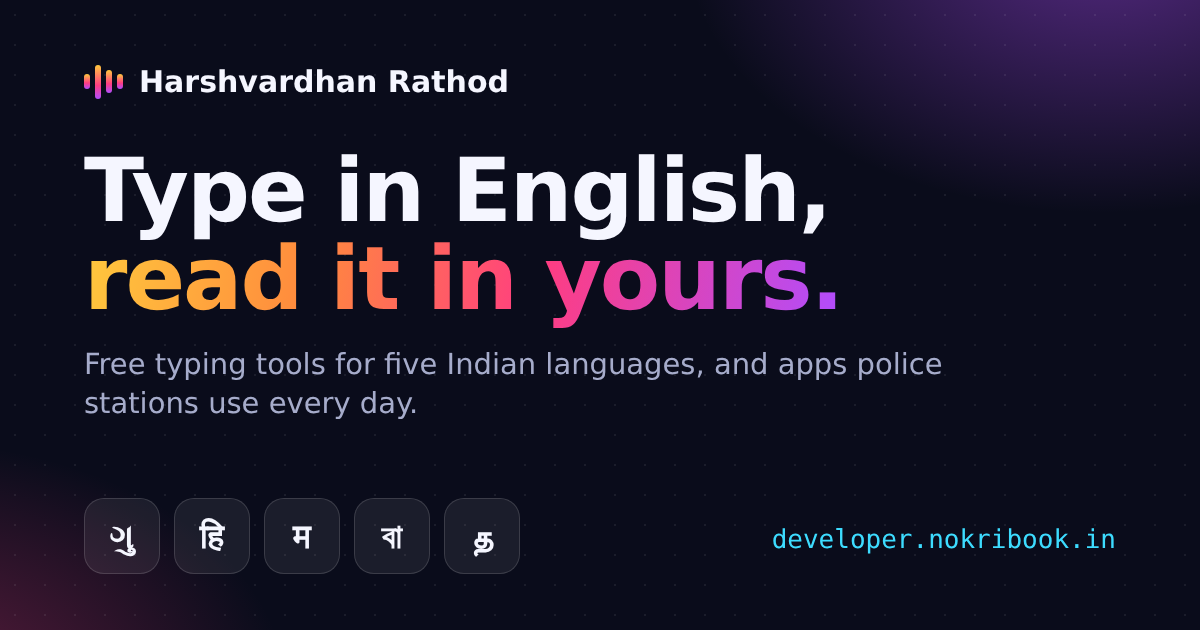 Harshvardhan Rathod
Type in English,
read it in yours.
Free typing tools for five Indian languages, and apps police
stations use every day.
ગુ हि म বা த
developer.nokribook.in